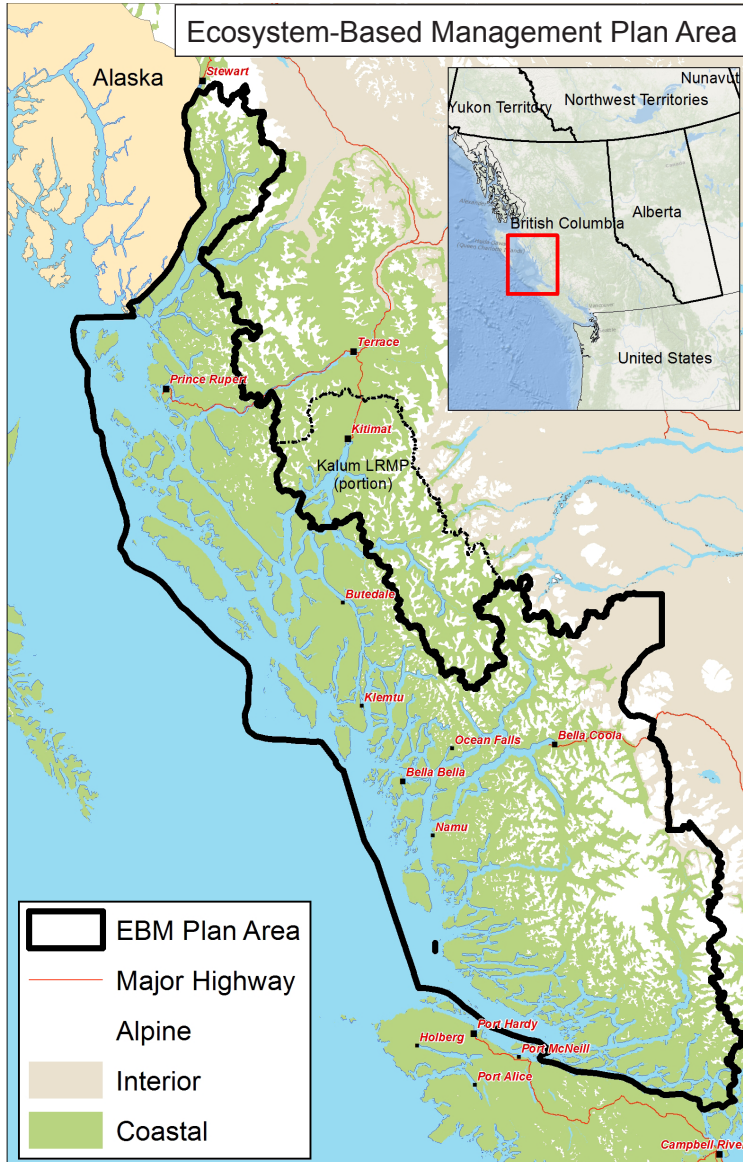 Ecosystem-Based Management Plan Area
Alaska
Stewart
Nunavut
Yukon Territory
Northwest Territories
British Columbia
Alberta
United States
Terrace
Prince Rupert
Kitimat
Kalum LRMP
(portion)
Butedale
Klemtu
Ocean Falls
Bella Coola
Bella Bella
Namu
EBM Plan Area
Major Highway
Alpine
Interior
Coastal
Port Hardy
Holberg
Port McNeill
Port Alice
Campbell River